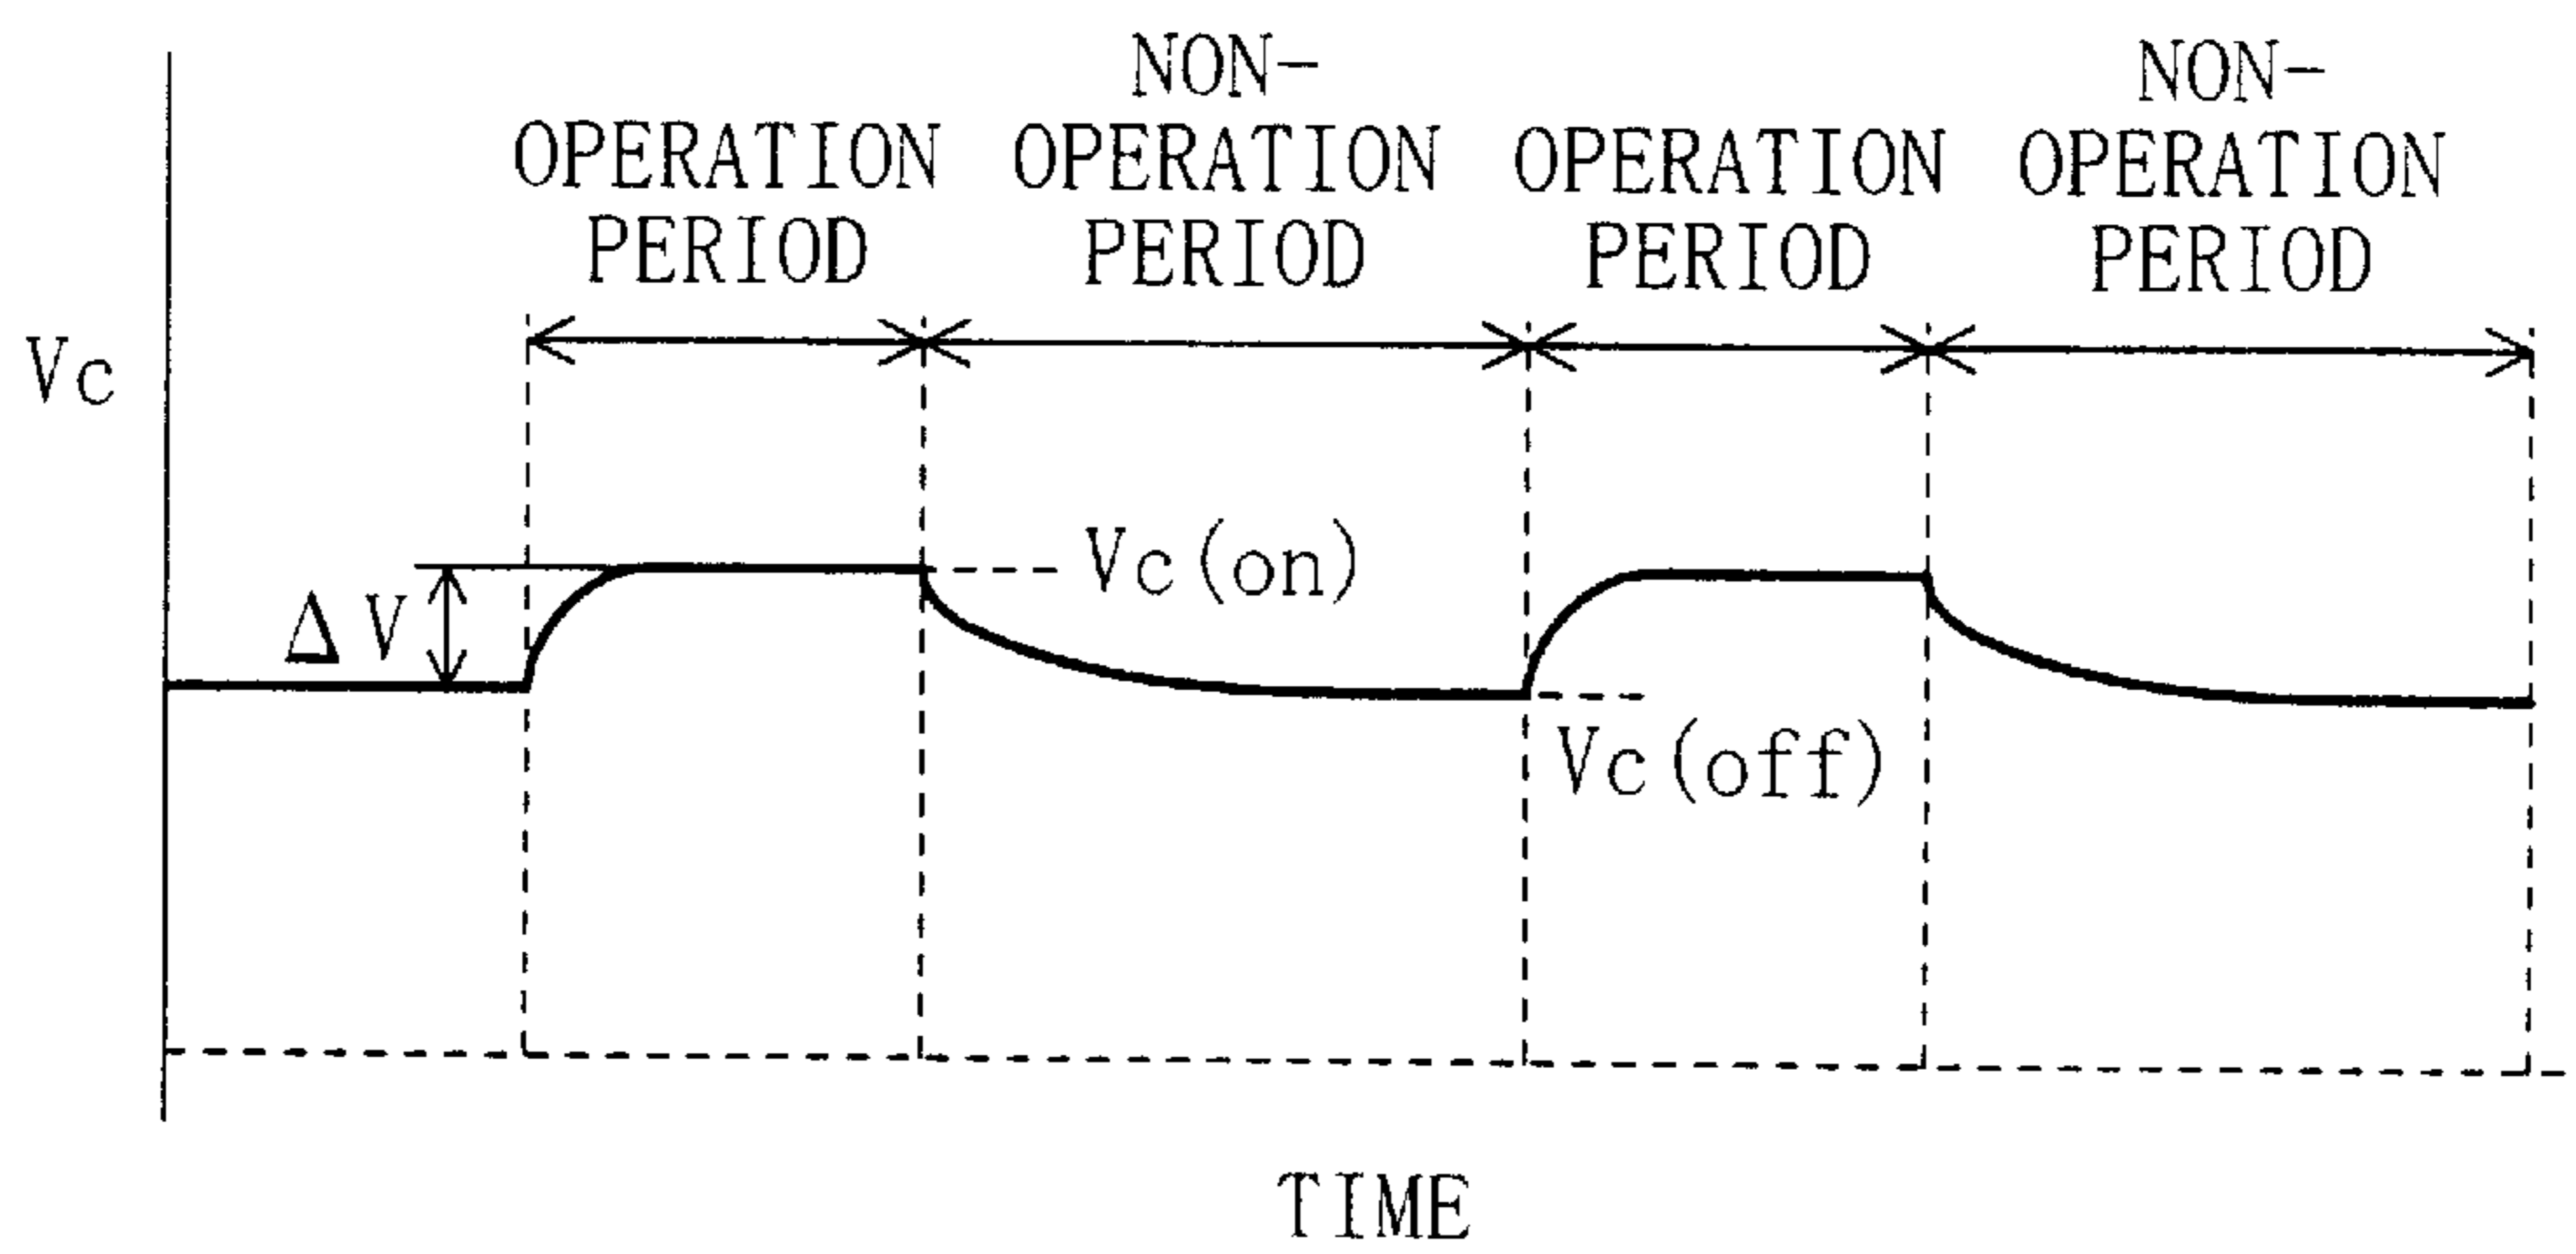 NON-
OPERATION
PERIOD
OPERATION
PERIOD
NON-
OPERATION
PERIOD
OPERATION
PERIOD
Vc
Vc(on)
ΔV
Vc(off)
TIME